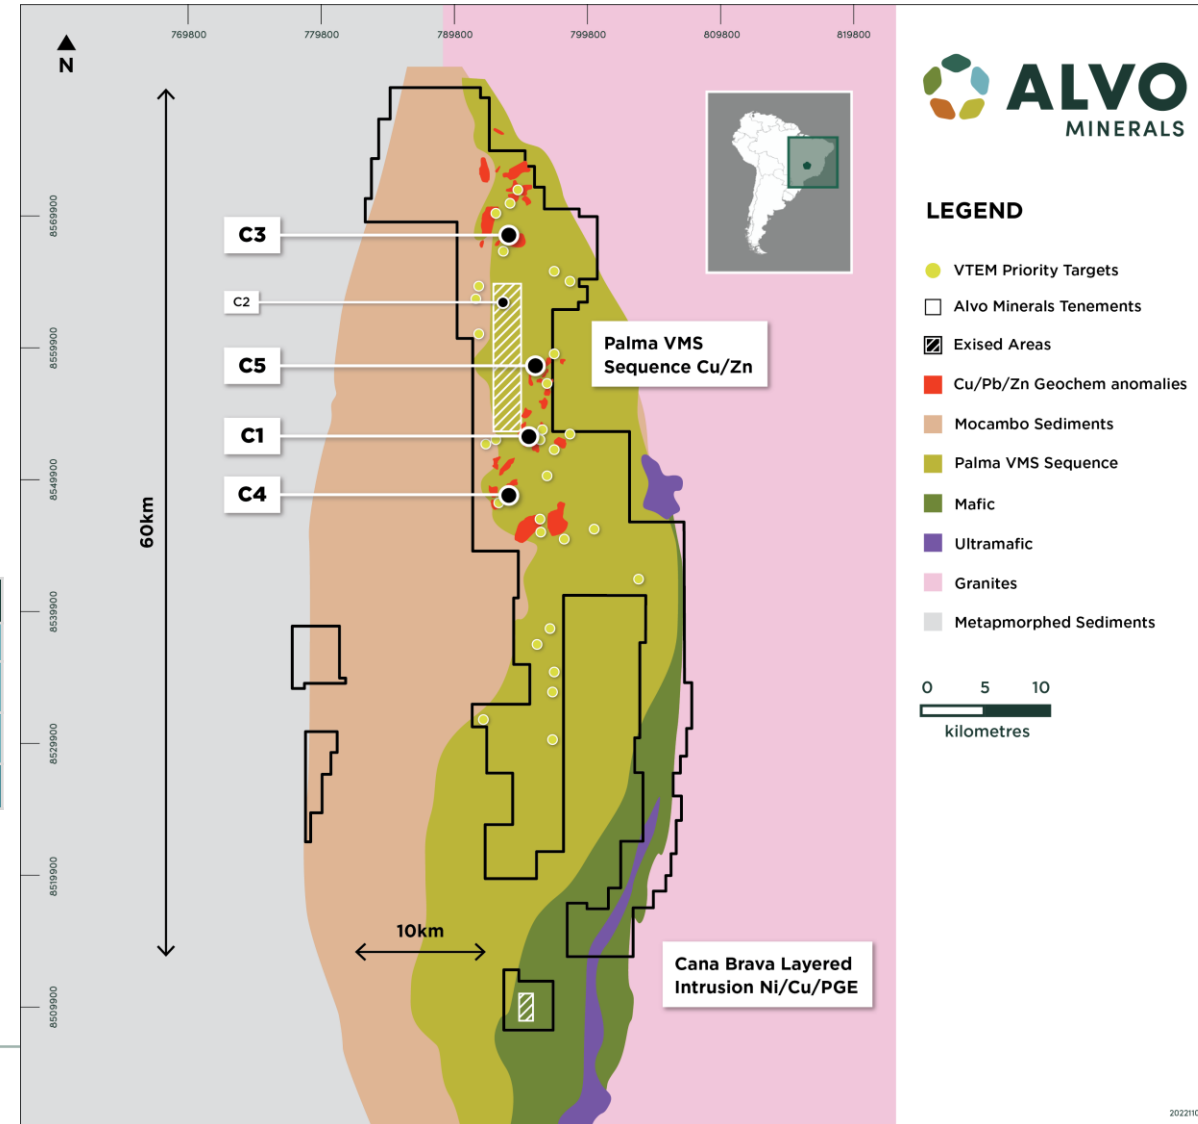 769800
779800
789800
799800
809800
819800
N
8569900
8559900
8549900
8539900
8529900
8519900
8509900
60km
10km
C3
C2
C5
C1
C4
Palma VMS
Sequence Cu/Zn
Cana Brava Layered
Intrusion Ni/Cu/PGE
ALVO
MINERALS
LEGEND
VTEM Priority Targets
Alvo Minerals Tenements
Exised Areas
Cu/Pb/Zn Geochem anomalies
Mocambo Sediments
Palma VMS Sequence
Mafic
Ultramafic
Granites
Metapmorphed Sediments
0 5 10
kilometres
2022110